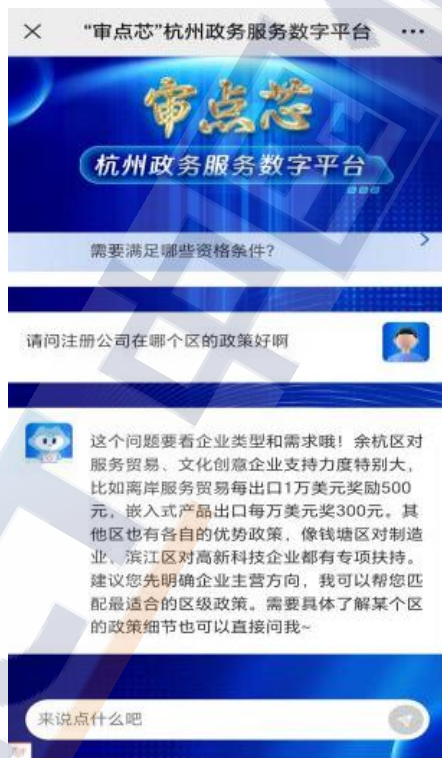 “审点芯”杭州政务服务数字平台
审点芯
杭州政务服务数字平台
需要满足哪些资格条件？
请问注册公司在哪个区的政策好啊
这个问题要看企业类型和需求哦！余杭区对
服务贸易、文化创意企业支持力度特别大，
比如离岸服务贸易每出口1万美元奖励500
元，嵌入式产品出口每万美元奖300元。其
他区也有各自的优势政策，像钱塘区对制造
业、滨江区对高新科技企业都有专项扶持。
建议您先明确企业主营方向，我可以帮您匹
配最适合的区级政策。需要具体了解某个区
的政策细节也可以直接问我~
来说点什么吧